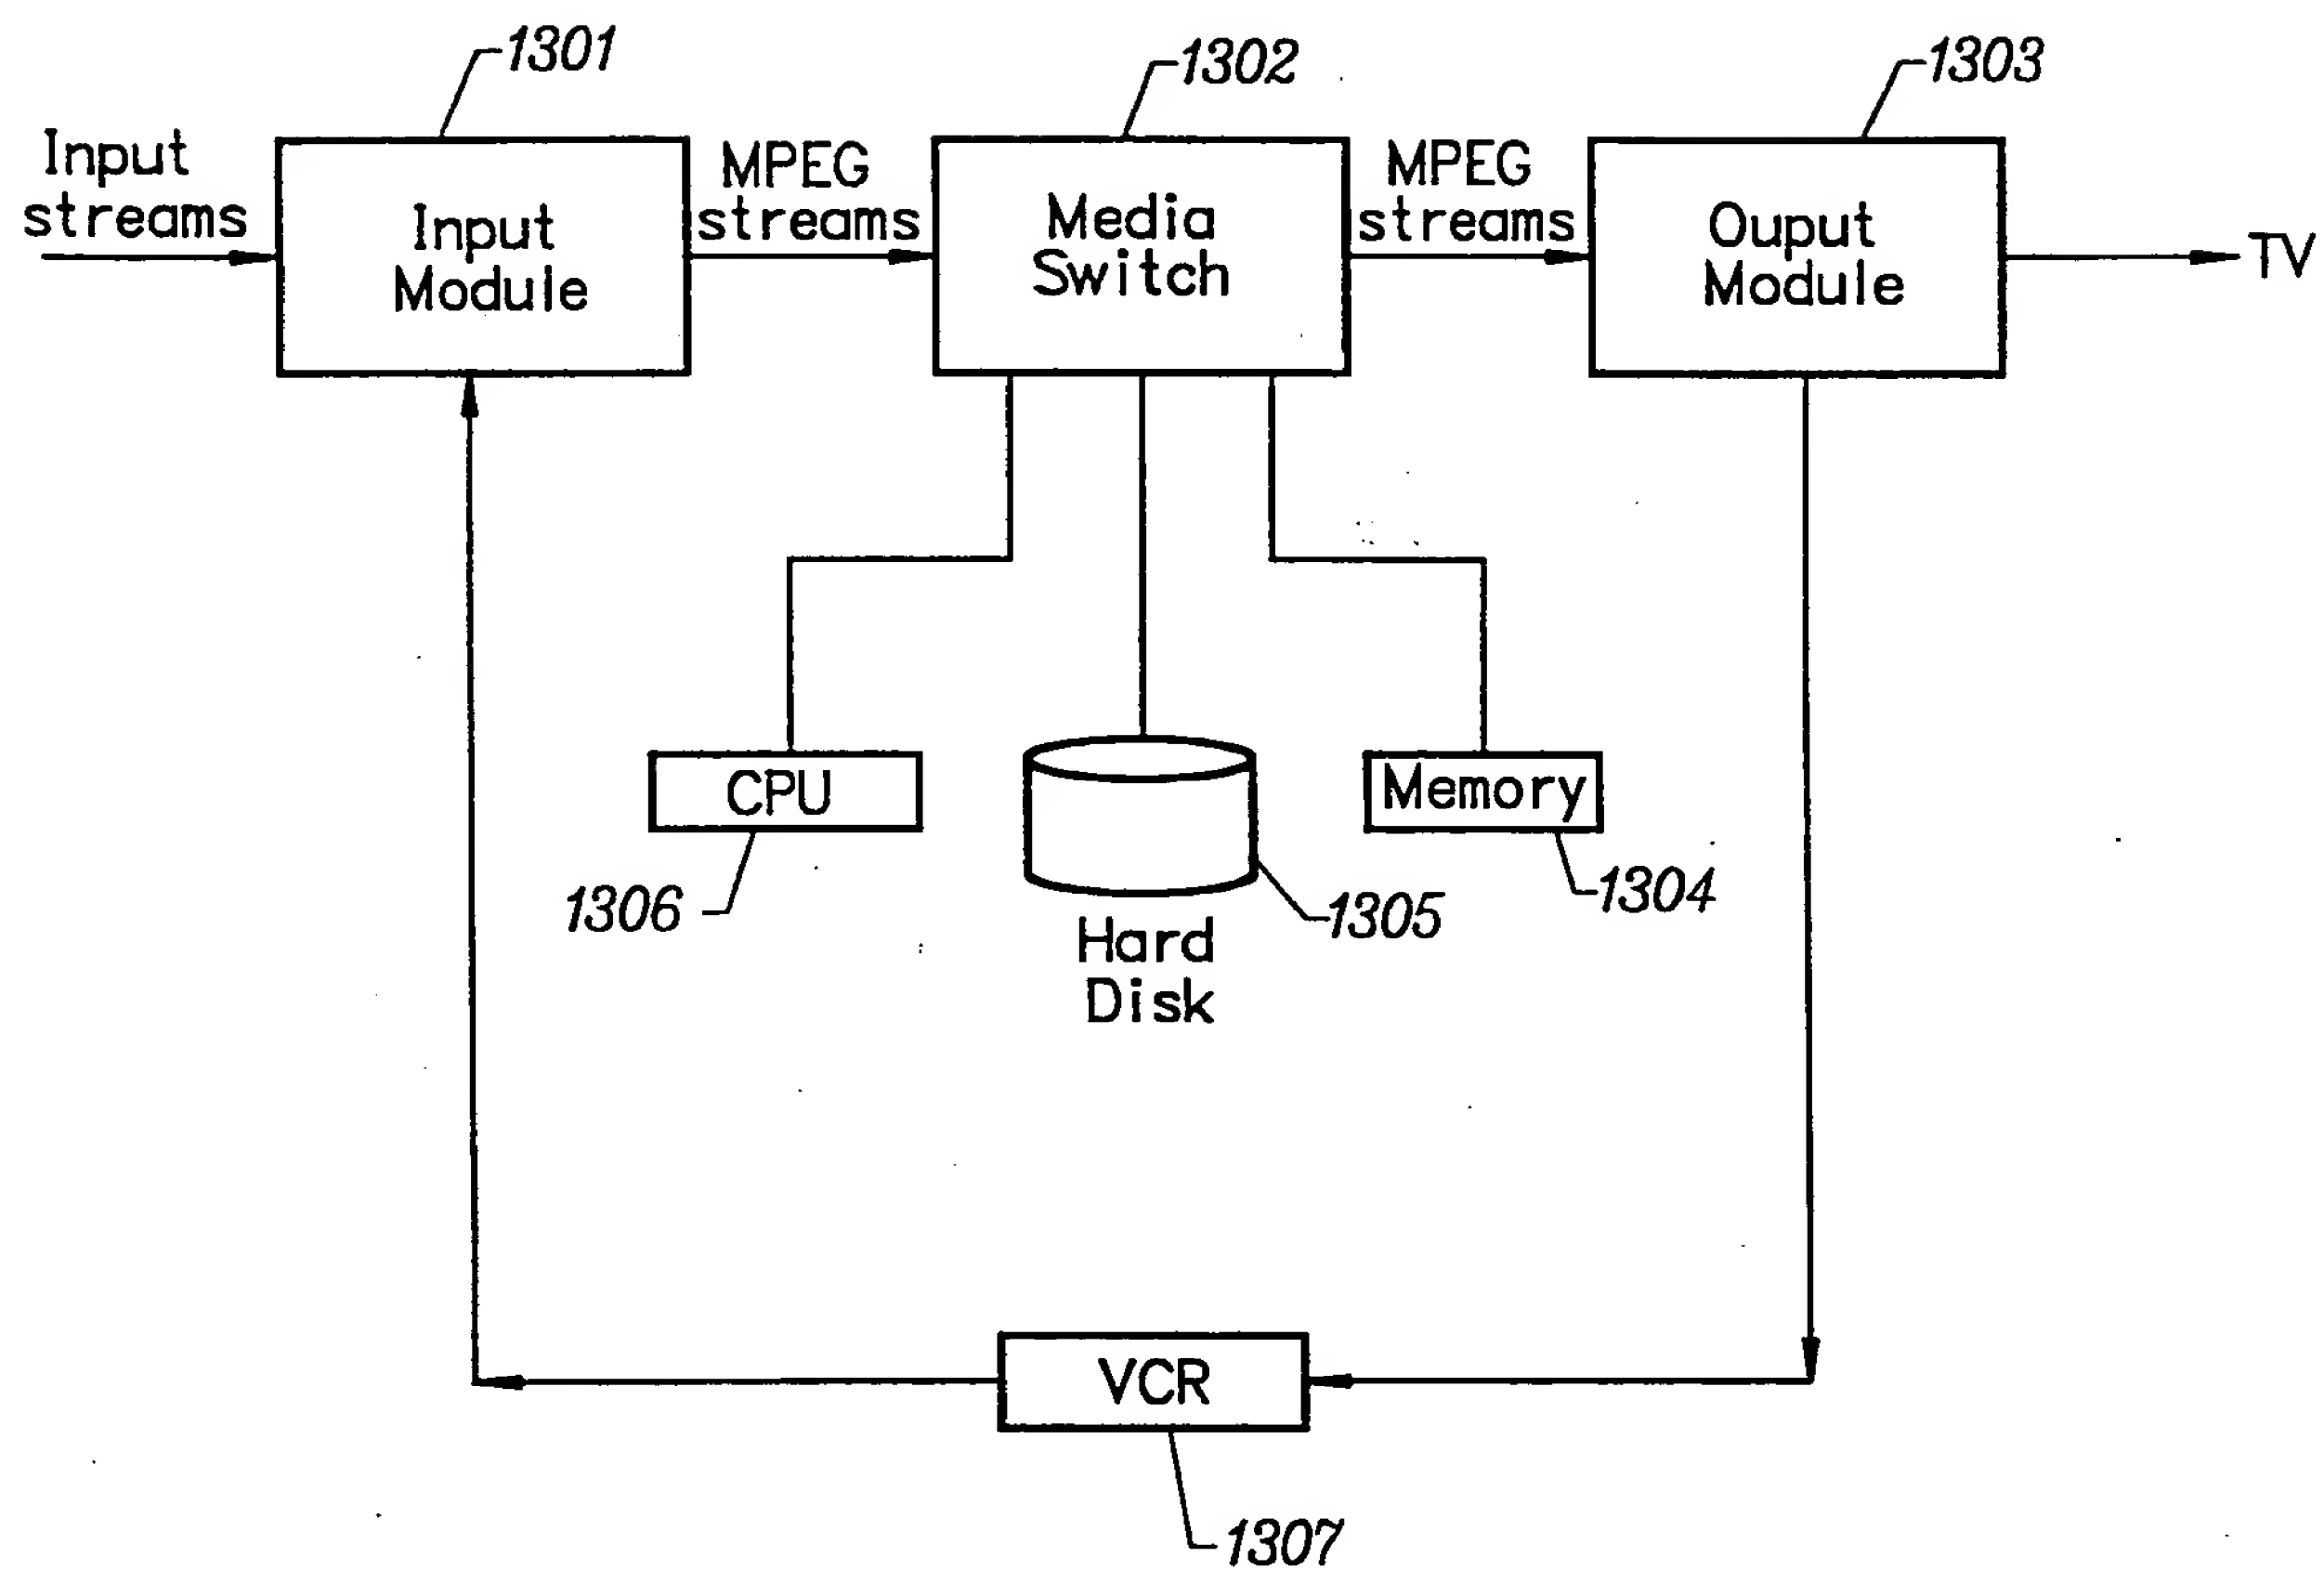 1301
1302
1303
Input
streams
Input
Module
MPEG
streams
Media
Switch
MPEG
streams
Ouput
Module
TV
CPU
1306
Hard
Disk
1305
Memory
1304
VCR
1307